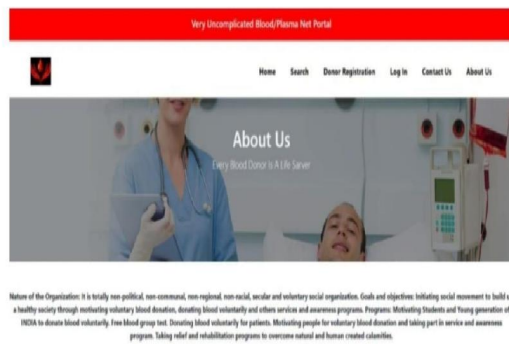 Very Uncomplicated Blood/Plasma Net Portal
Home Search Donor Registration Log In Contact Us About Us
About Us
Every Blood Donor Is A Life Sarver
Nature of the Organization: It is totally non-political, non-communal, non-regional, non-racial, secular and voluntary social organization. Goals and objectives: Initiating social movement to build u
a healthy society through motivating voluntary blood donation, donating blood voluntarily and others services and awareness programs. Programs: Motivating Students and Young generation of
INDIA to donate blood voluntarily. Free blood group test. Donating blood voluntarily for patients. Motivating people for voluntary blood donation and taking part in service and awareness
program. Taking relief and rehabilitation programs to overcome natural and human created calamities.